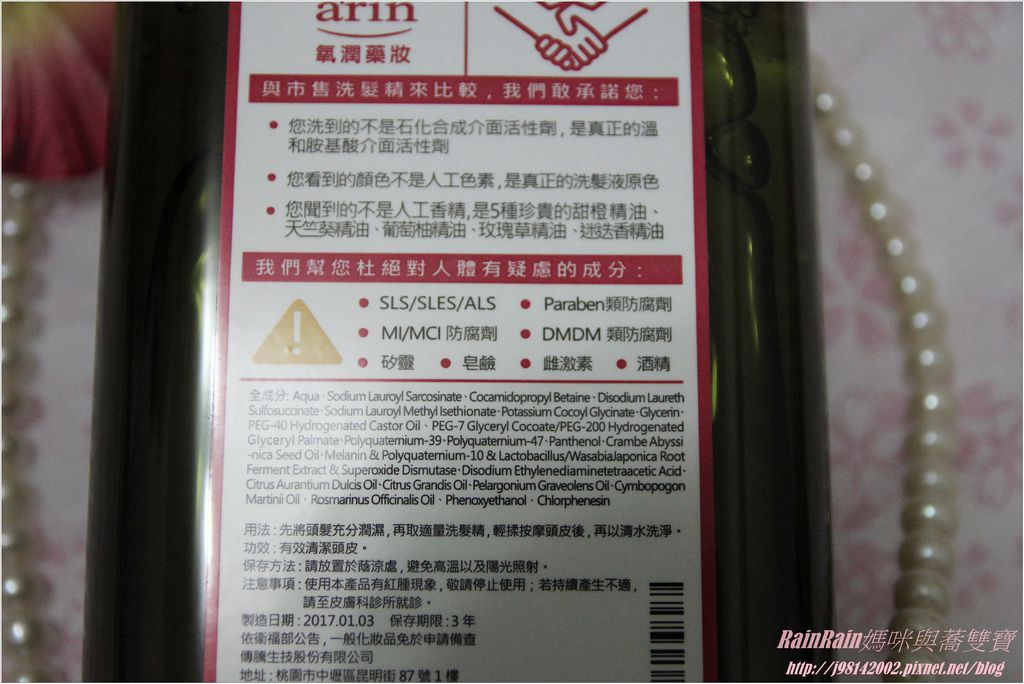 arin
氧潤藥妝
與市售洗髮精來比較，我們敢承諾您：
• 您洗到的不是石化合成介面活性劑，是真正的溫
和胺基酸介面活性劑
• 您看到的顏色不是人工色素，是真正的洗髮液原色
• 您聞到的不是人工香精，是5種珍貴的甜橙精油、
天竺葵精油、葡萄柚精油、玫瑰草精油、迷迭香精油
我們幫您杜絕對人體有疑慮的成分：
• SLS/SLES/ALS • Paraben類防腐劑
• MI/MCI 防腐劑 • DMDM 類防腐劑
• 矽靈 • 皂鹼 • 雌激素 • 酒精
全成分: Aqua、Sodium Lauroyl Sarcosinate、Cocamidopropyl Betaine、Disodium Laureth
Sulfosuccinate、Sodium Lauroyl Methyl Isethionate、Potassium Cocoyl Glycinate、Glycerin、
PEG-40 Hydrogenated Castor Oil、PEG-7 Glyceryl Cocoate/PEG-200 Hydrogenated
Glyceryl Palmate、Polyquaternium-39、Polyquaternium-47、Panthenol、Crambe Abyssi
-nica Seed Oil、Melanin & Polyquaternium-10 & Lactobacillus/WasabiaJaponica Root
Ferment Extract & Superoxide Dismutase、Disodium Ethylenediaminetetraacetic Acid、
Citrus Aurantium Dulcis Oil、Citrus Grandis Oil、Pelargonium Graveolens Oil、Cymbopogon
Martinii Oil、Rosmarinus Officinalis Oil、Phenoxyethanol、Chlorphenesin
用法：先將頭髮充分潤濕，再取適量洗髮精，輕揉按摩頭皮後，再以清水洗淨。
功效：有效清潔頭皮。
保存方法：請放置於蔭涼處，避免高溫以及陽光照射。
注意事項：使用本產品有紅腫現象，敬請停止使用；若持續產生不適，
請至皮膚科診所就診。
製造日期：2017.01.03 保存期限：3 年
依衛福部公告，一般化妝品免於申請備查
傳騰生技股份有限公司
地址：桃園市中壢區昆明街 87 號 1 樓
RainRain媽咪與蕎雙寶
http://j98142002.pixnet.net/blog